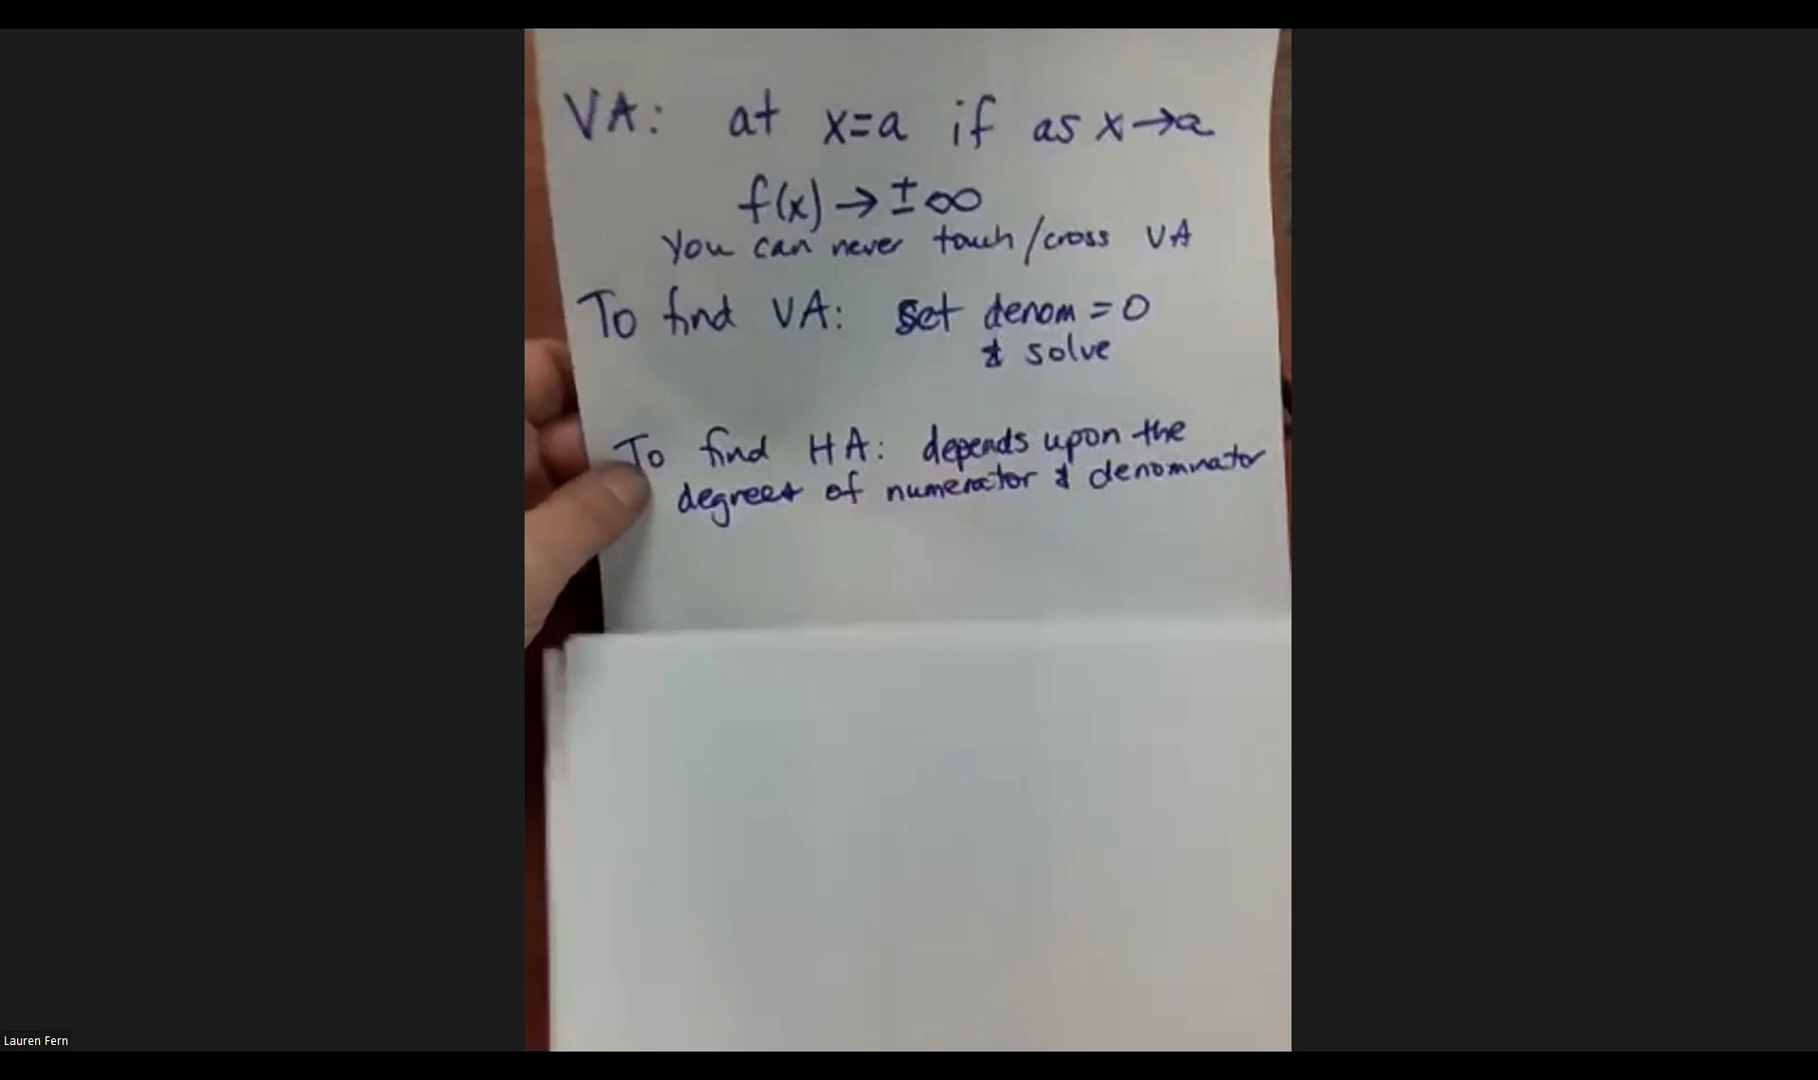 VA: at x=a if as x→a
f(x)→±∞
You can never touch/cross VA
To find VA: set denom=0
& solve
To find HA: depends upon the
degrees of numerator & denominator
Lauren Fern